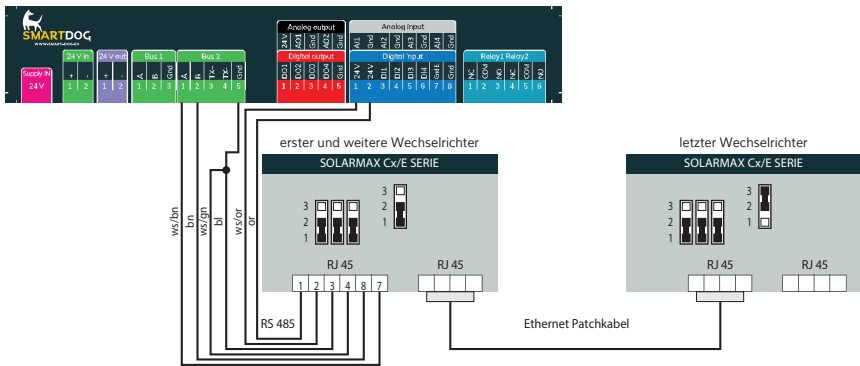 SMARTDOG
WWW.SMART-DOG.EU
Analog output Analog Input
24V AO1 Gnd AO2 Gnd AI1 Gnd AI2 Gnd AI3 Gnd AI4 Gnd
24 V in 24 V out Bus 1 Bus 2 Digital output Digital Input Relay1 Relay2
Supply IN + - + - A B Gnd A B TX+ TX- Gnd DO1 DO2 DO3 DO4 Gnd 24V 24V DI1 DI2 DI3 DI4 Gnd Gnd NC COM NO NC COM NO
24 V 1 2 1 2 1 2 3 1 2 3 4 5 1 2 3 4 5 1 2 3 4 5 6 7 8 1 2 3 4 5 6
erster und weitere Wechselrichter letzter Wechselrichter
SOLARMAX Cx/E SERIE SOLARMAX Cx/E SERIE
3 3
3 2 3 2
2 1 2 1
1 1
ws/bn bn ws/gn bl ws/or or
RJ 45 RJ 45 RJ 45 RJ 45
1 2 3 4 8 7
RS 485 Ethernet Patchkabel